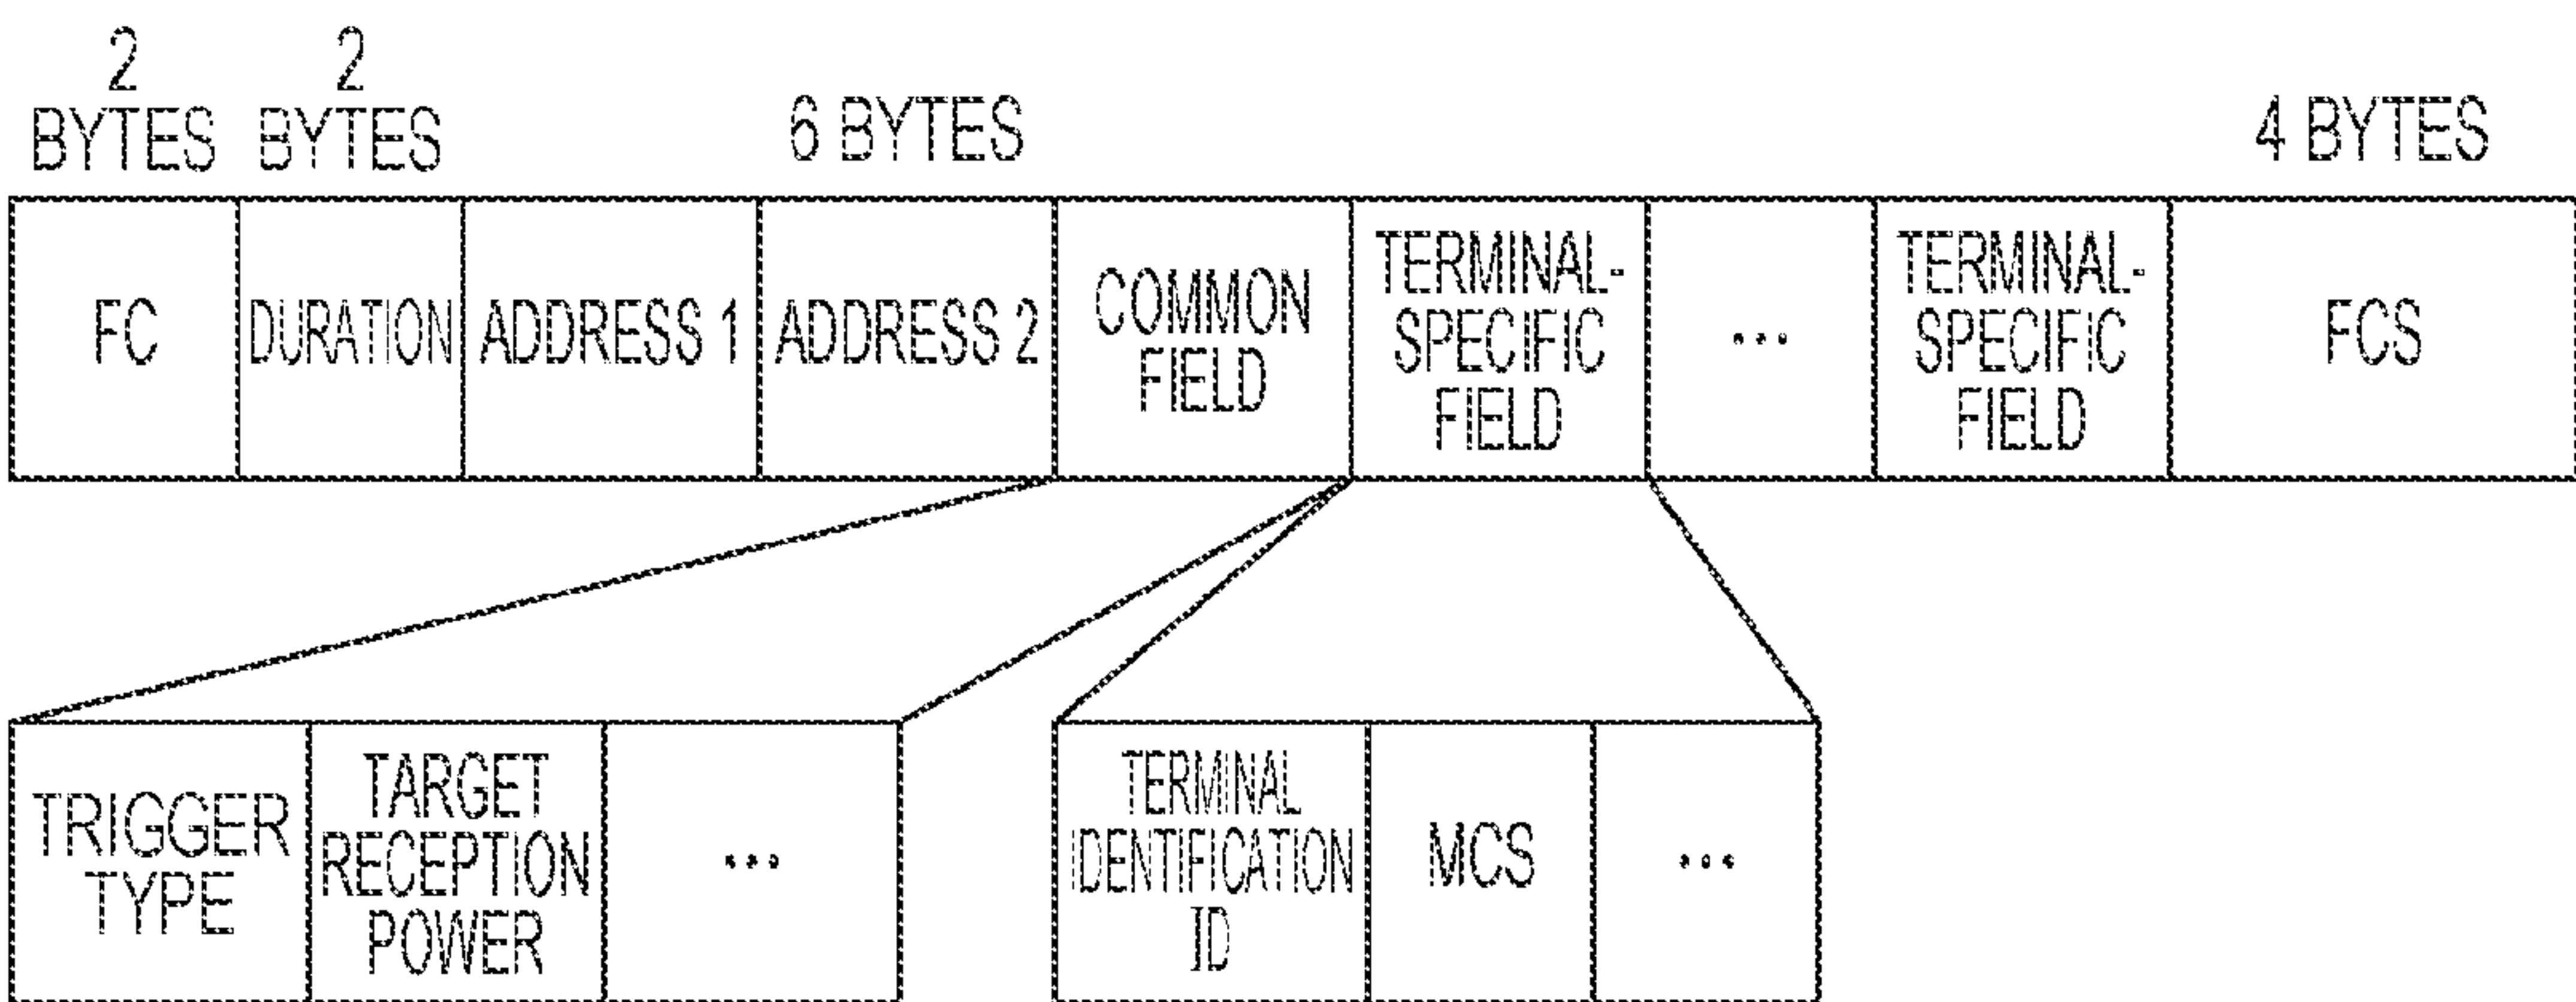 2
BYTES
2
BYTES
6 BYTES
4 BYTES
FC
DURATION
ADDRESS 1
ADDRESS 2
COMMON
FIELD
TERMINAL-
SPECIFIC
FIELD
...
TERMINAL-
SPECIFIC
FIELD
FCS
TRIGGER
TYPE
TARGET
RECEPTION
POWER
...
TERMINAL
IDENTIFICATION
ID
MCS
...